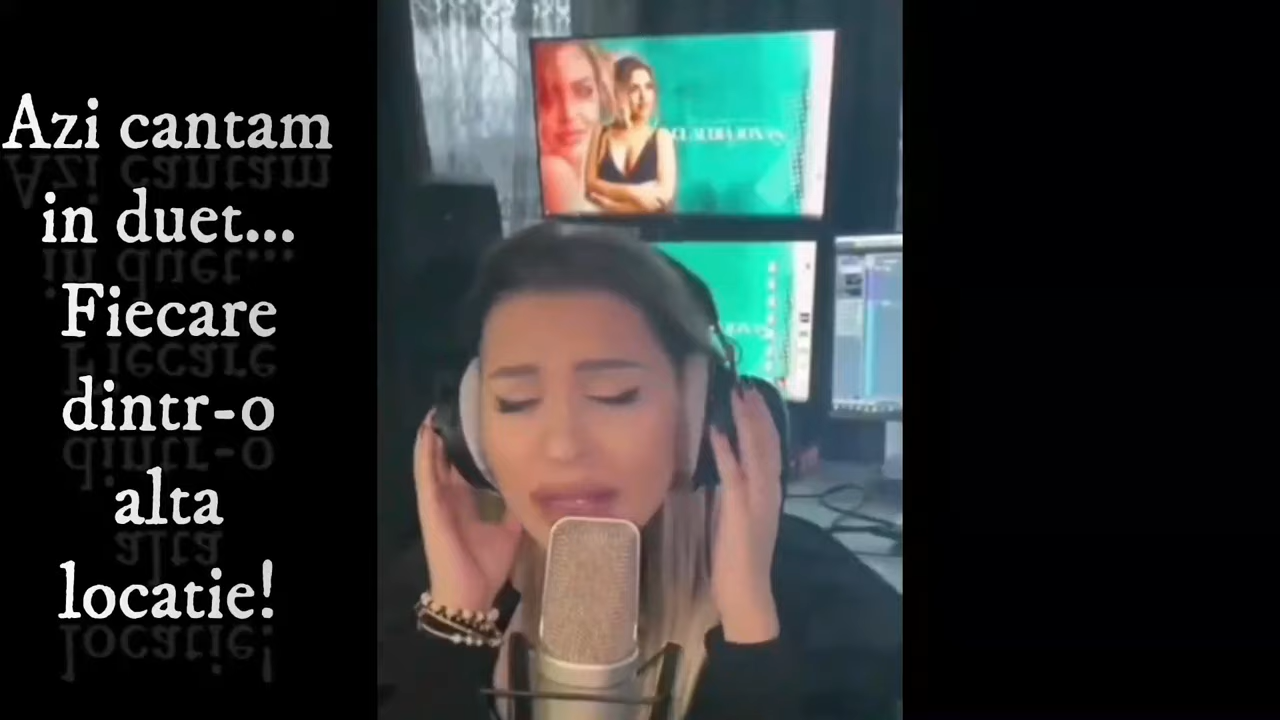 Azi cantam
in duet...
Fiecare
dintr-o
alta
locatie!